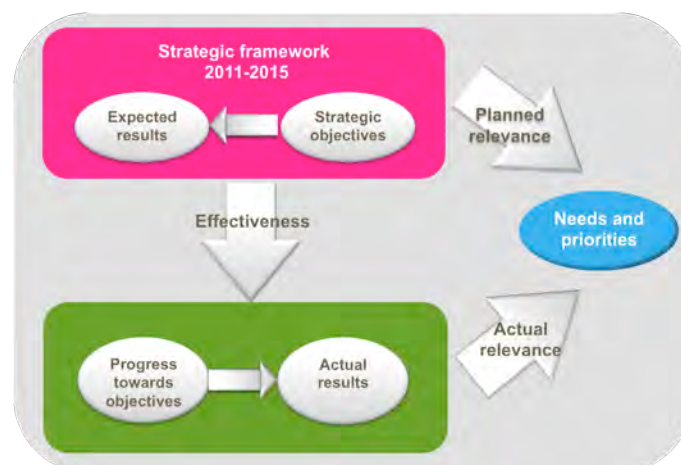 Strategic framework
2011-2015
Expected
results
Strategic
objectives
Planned
relevance
Effectiveness
Needs and
priorities
Progress
towards
objectives
Actual
results
Actual
relevance